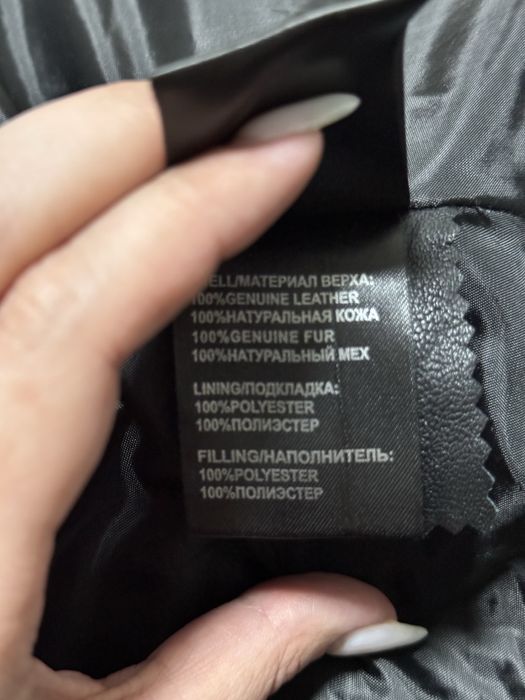 ELL/МАТЕРИАЛ ВЕРХА:
100%GENUINE LEATHER
100%НАТУРАЛЬНАЯ КОЖА
100%GENUINE FUR
100%НАТУРАЛЬНЫЙ МЕХ
LINING/ПОДКЛАДКА:
100%POLYESTER
100%ПОЛИЭСТЕР
FILLING/НАПОЛНИТЕЛЬ:
100%POLYESTER
100%ПОЛИЭСТЕР